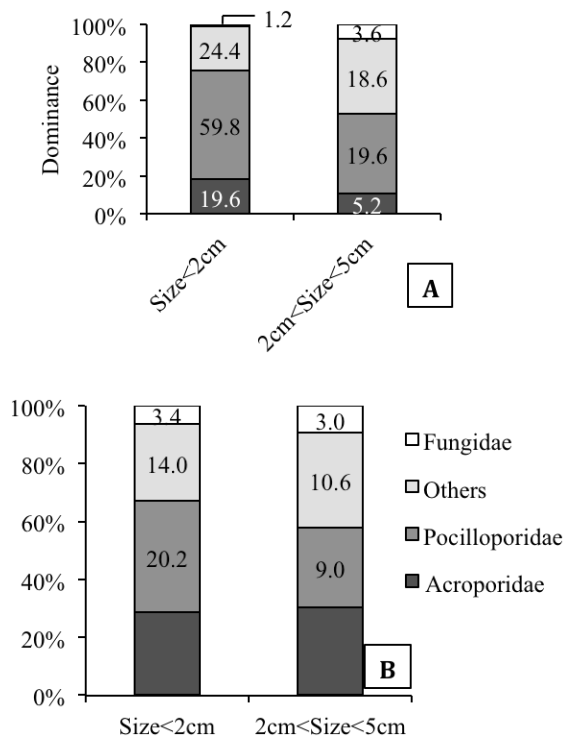 100%
80%
60%
40%
20%
0%
Dominance
1.2
24.4
59.8
19.6
3.6
18.6
19.6
5.2
Size<2cm
2cm<Size<5cm
A
100%
80%
60%
40%
20%
0%
3.4
14.0
20.2
3.0
10.6
9.0
Size<2cm
2cm<Size<5cm
B
Fungidae
Others
Pocilloporidae
Acroporidae